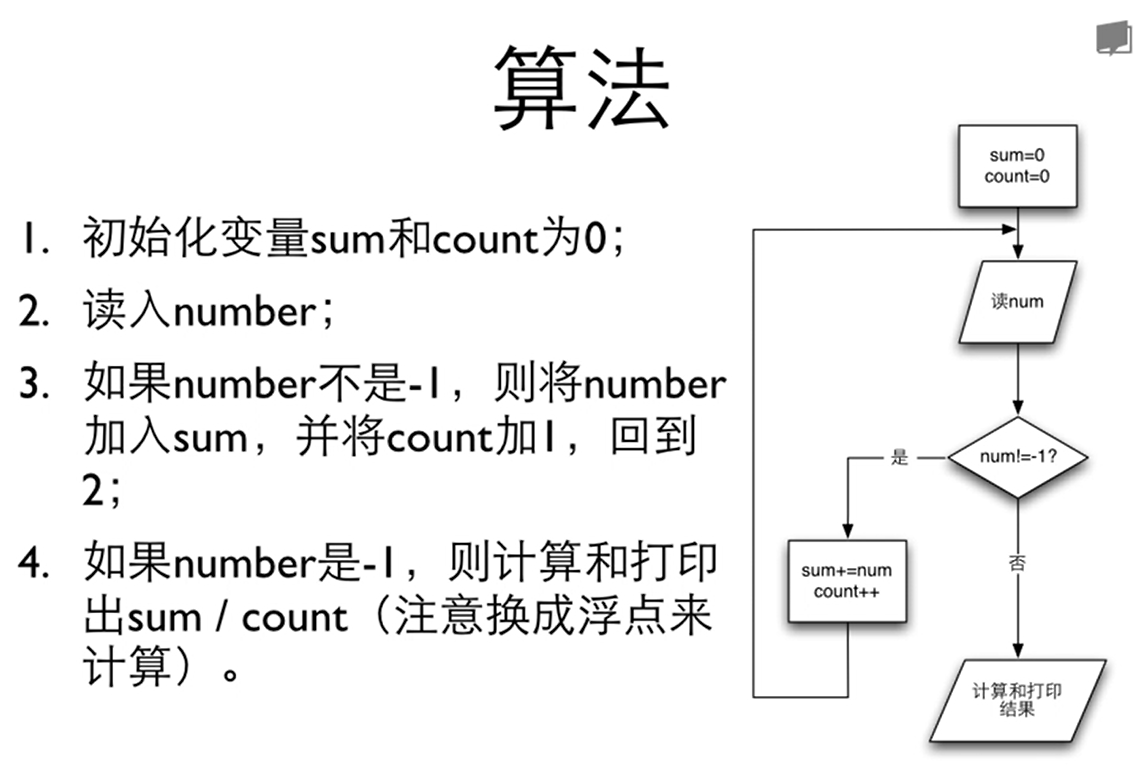 算法
1. 初始化变量sum和count为0；
2. 读入number；
3. 如果number不是-1，则将number
加入sum，并将count加1，回到
2；
4. 如果number是-1，则计算和打印
出sum / count（注意换成浮点来
计算）。
sum=0
count=0
读num
num!=-1?
是
sum+=num
count++
否
计算和打印
结果